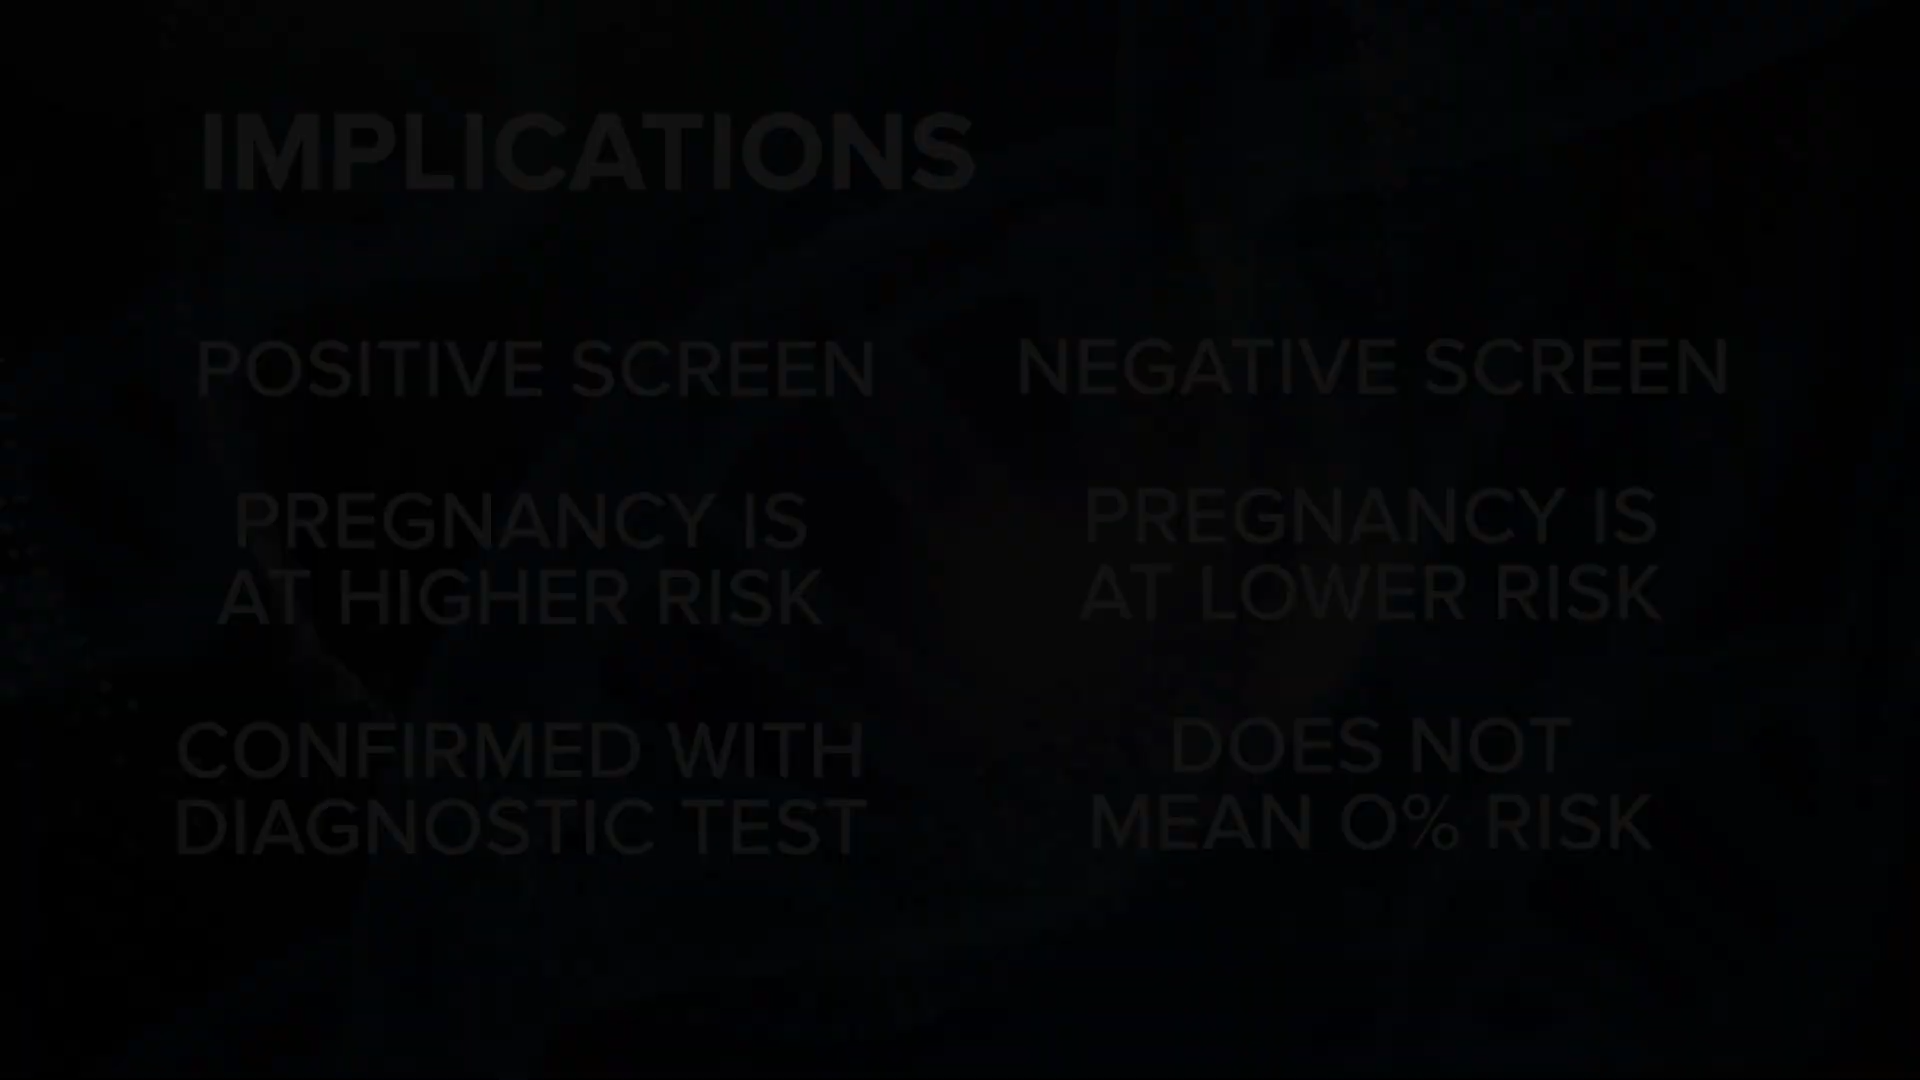 IMPLICATIONS
POSITIVE SCREEN
PREGNANCY IS
AT HIGHER RISK
CONFIRMED WITH
DIAGNOSTIC TEST
NEGATIVE SCREEN
PREGNANCY IS
AT LOWER RISK
DOES NOT
MEAN 0% RISK